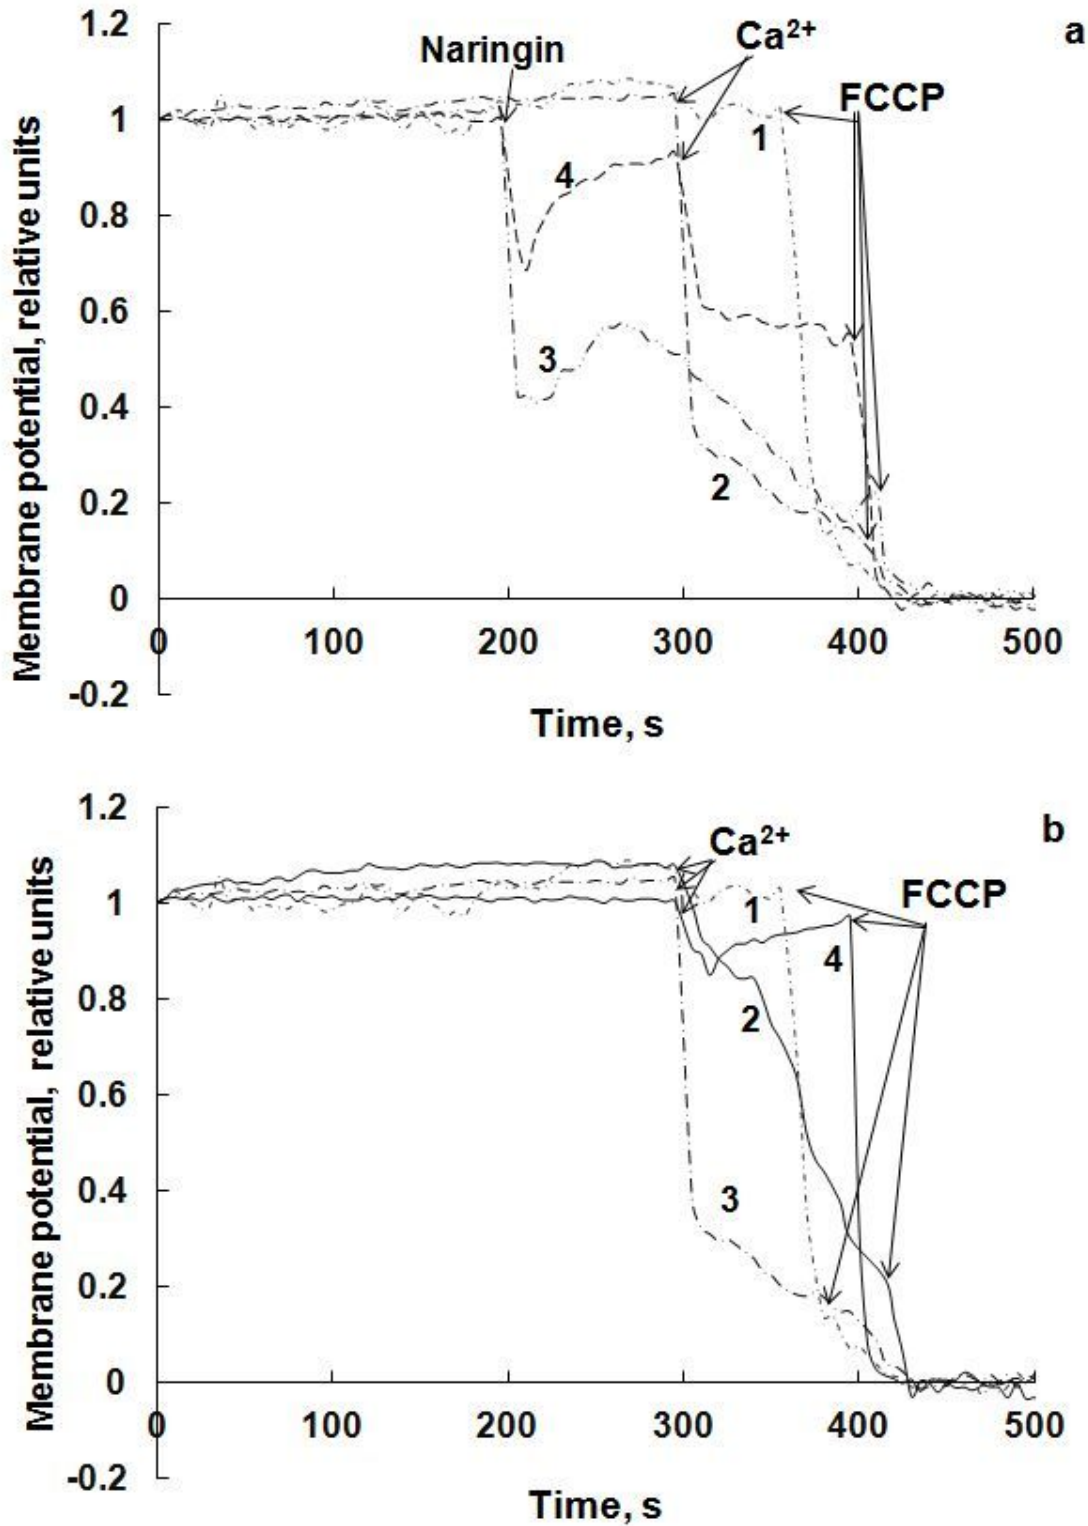 a
1.2
Naringin
Ca²⁺
FCCP
1
1
4
0.8
0.6
3
0.4
2
0.2
0
0 100 200 300 400 500
-0.2
Membrane potential, relative units
Time, s
b
1.2
Ca²⁺
FCCP
1
1
4
0.8
2
0.6
0.4
3
0.2
0
0 100 200 300 400 500
-0.2
Membrane potential, relative units
Time, s